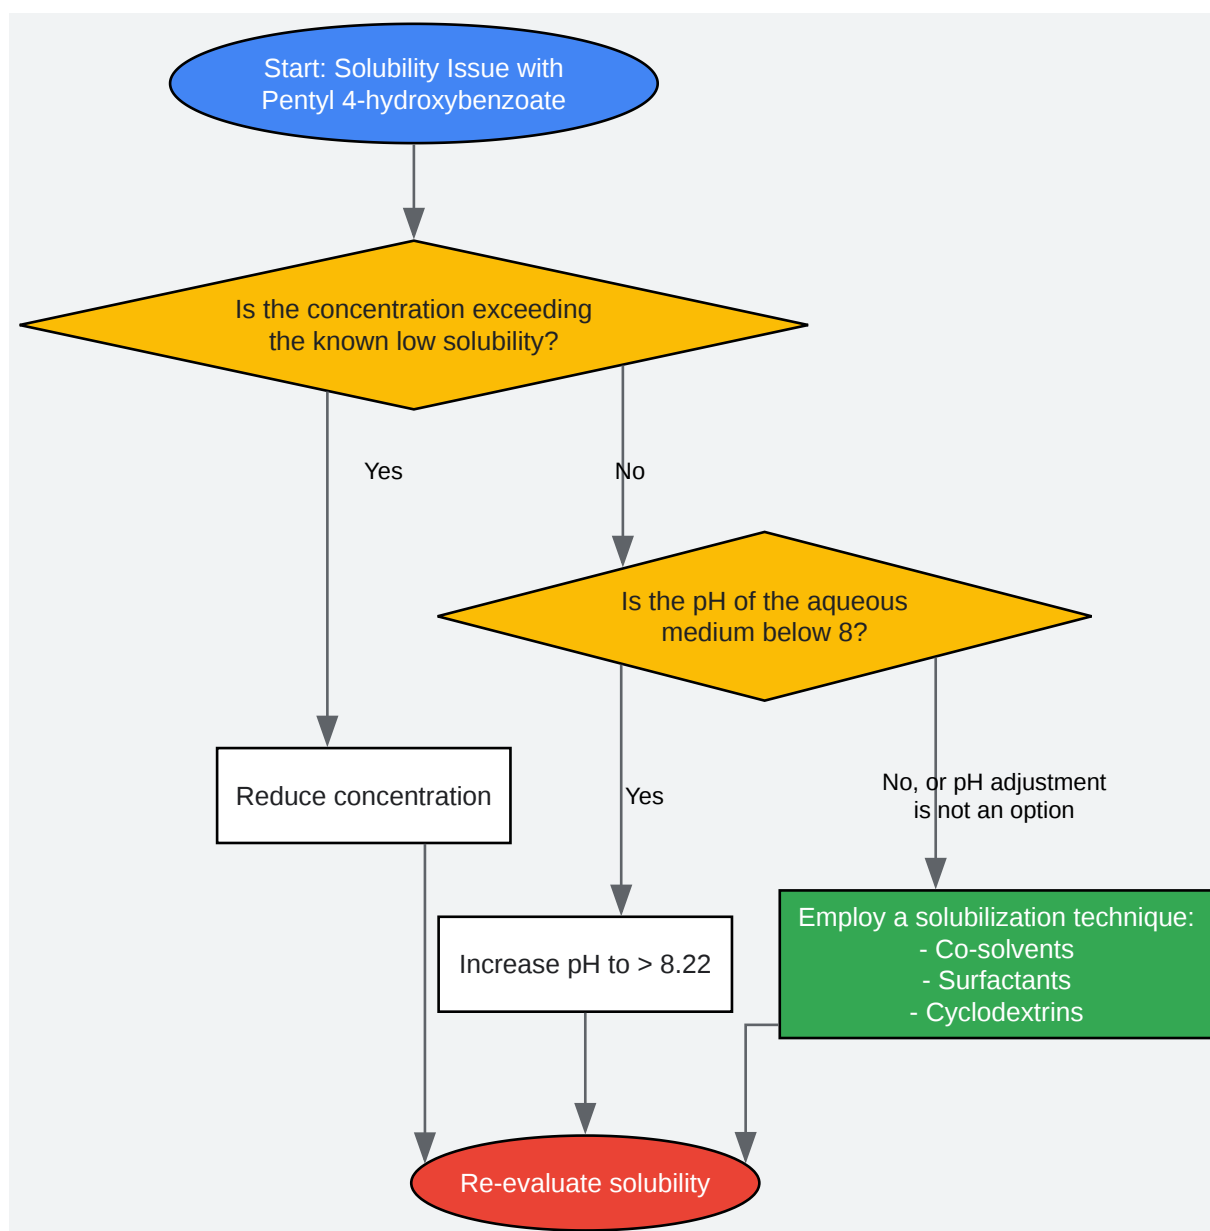 Start: Solubility Issue with
Pentyl 4-hydroxybenzoate
Is the concentration exceeding
the known low solubility?
Yes
No
Is the pH of the aqueous
medium below 8?
Reduce concentration
Yes
No, or pH adjustment
is not an option
Increase pH to > 8.22
Employ a solubilization technique:
- Co-solvents
- Surfactants
- Cyclodextrins
Re-evaluate solubility